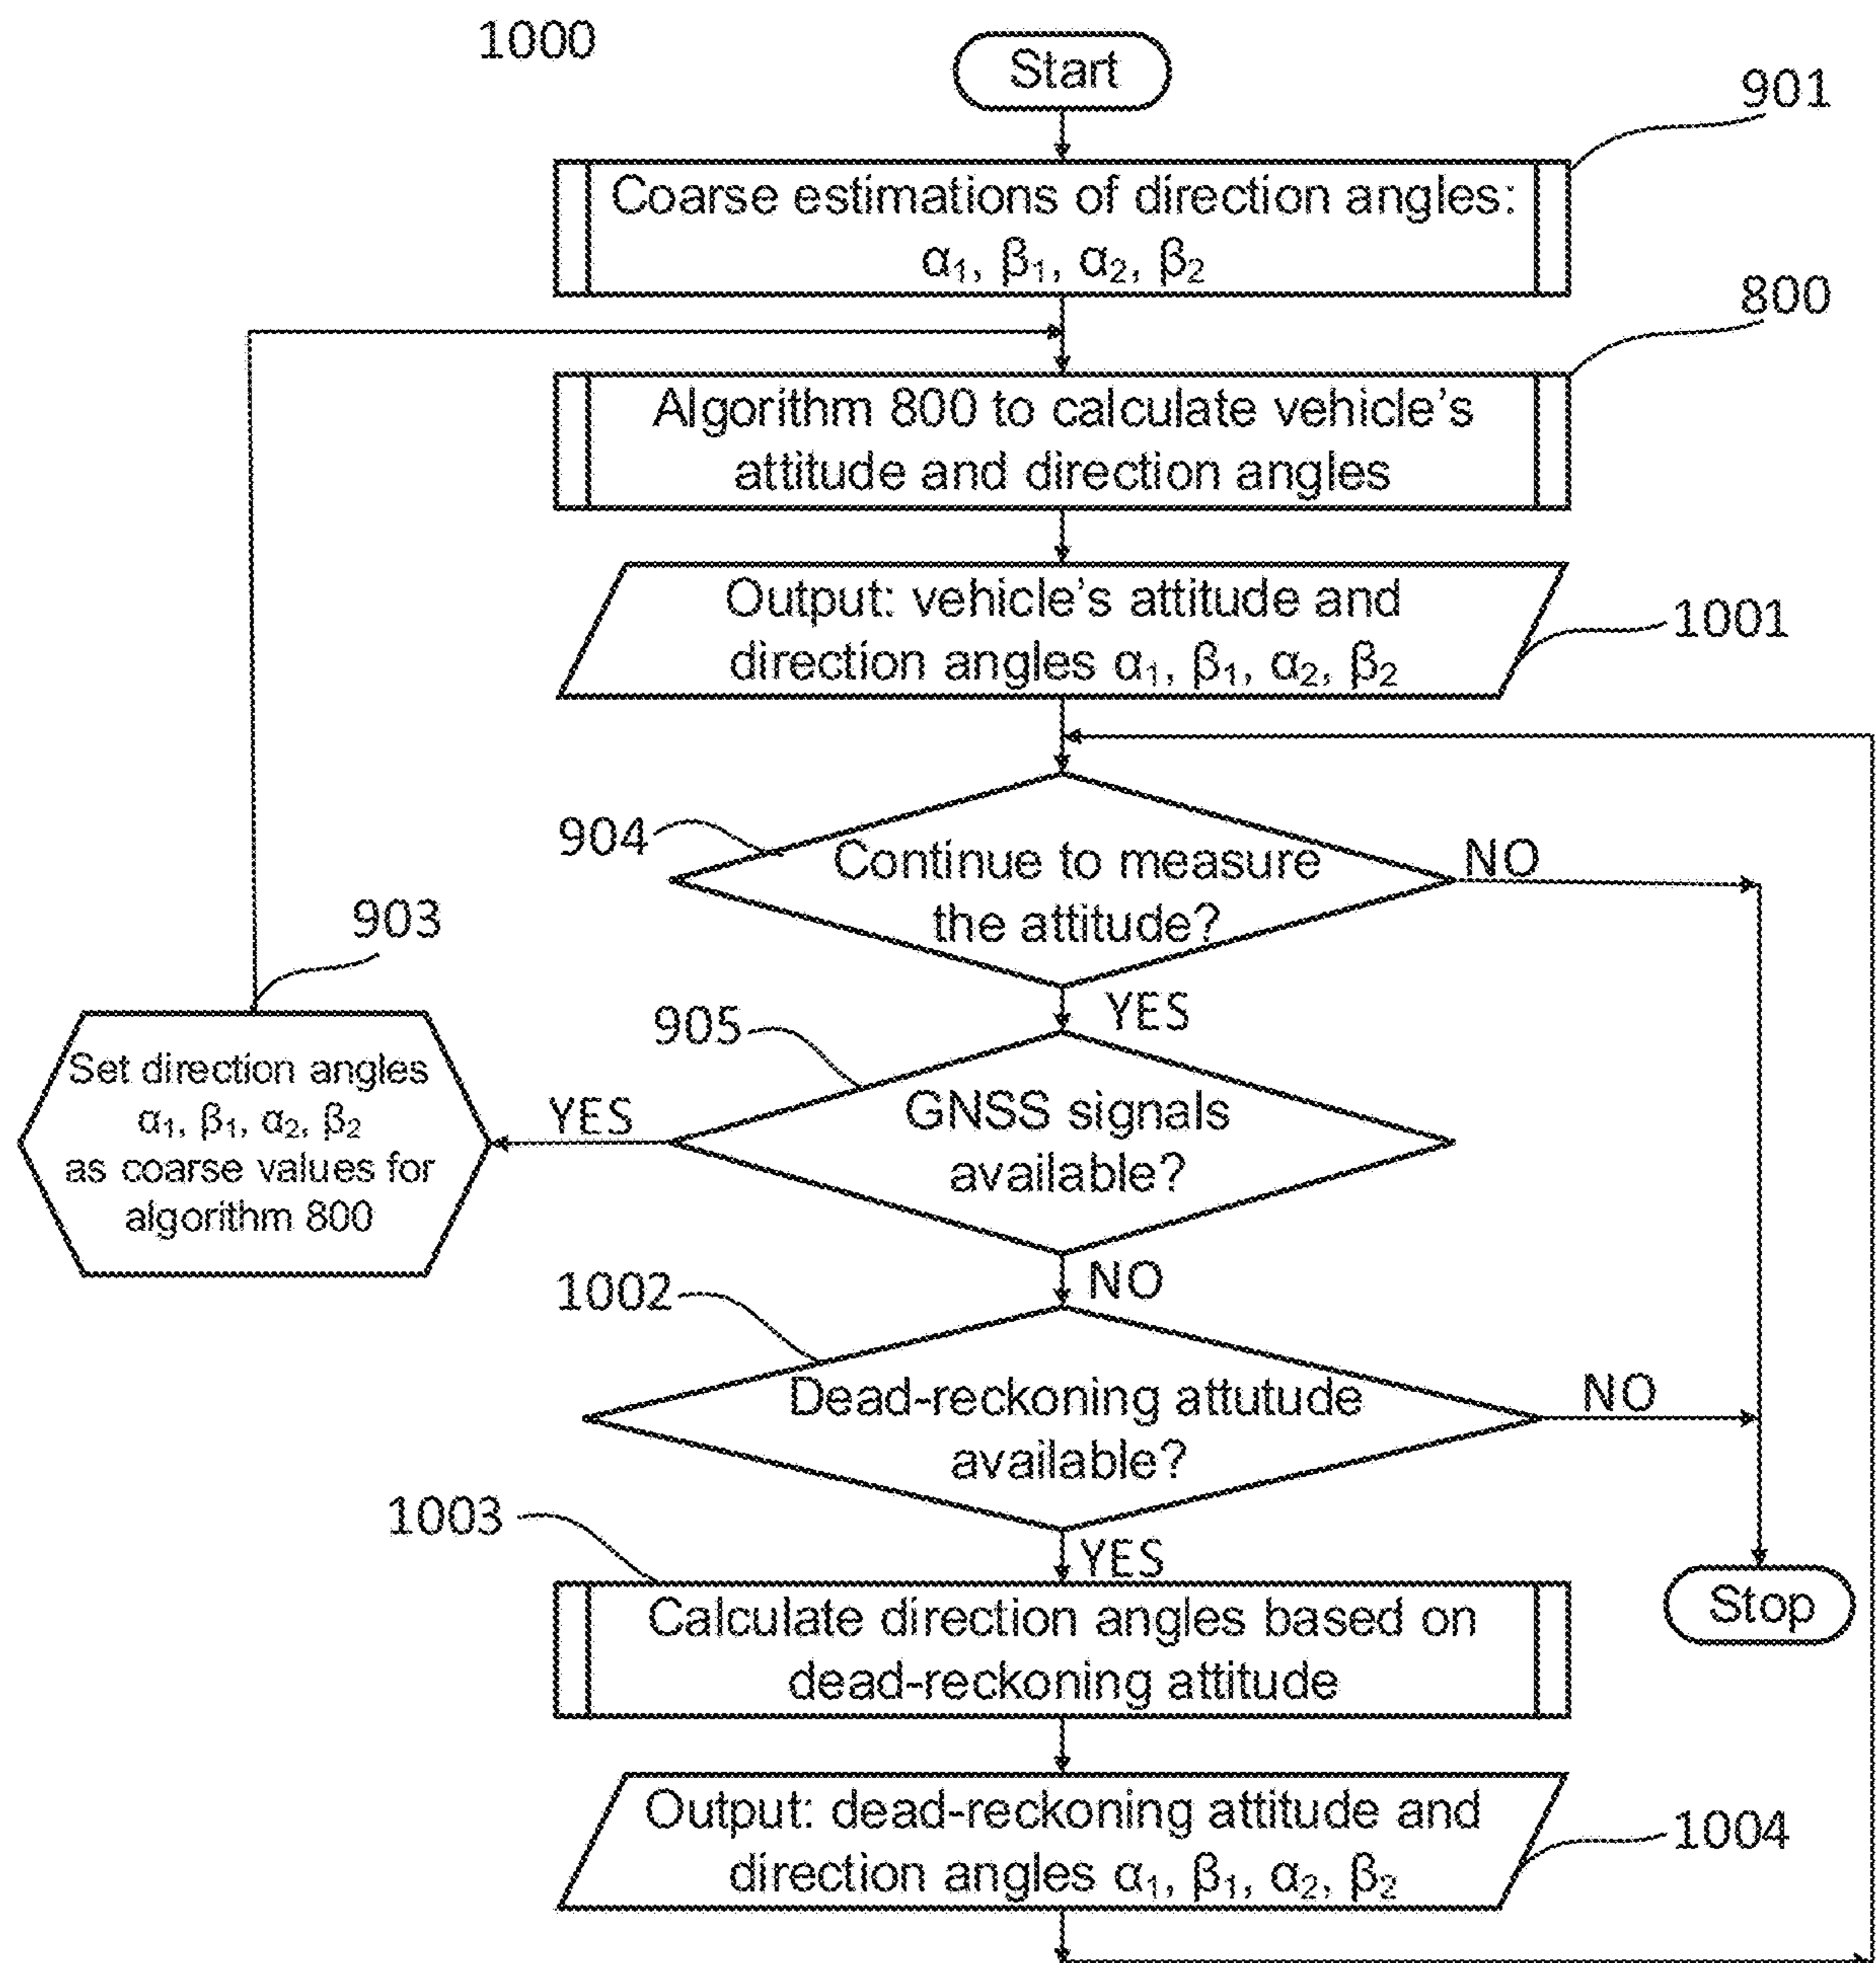 1000
Start
901
Coarse estimations of direction angles:
α₁, β₁, α₂, β₂
800
Algorithm 800 to calculate vehicle's
attitude and direction angles
Output: vehicle's attitude and
direction angles α₁, β₁, α₂, β₂
1001
904
Continue to measure
the attitude?
NO
YES
903
Set direction angles
α₁, β₁, α₂, β₂
as coarse values for
algorithm 800
905
YES
GNSS signals
available?
NO
1002
Dead-reckoning attutude
available?
NO
YES
1003
Calculate direction angles based on
dead-reckoning attitude
Stop
Output: dead-reckoning attitude and
direction angles α₁, β₁, α₂, β₂
1004